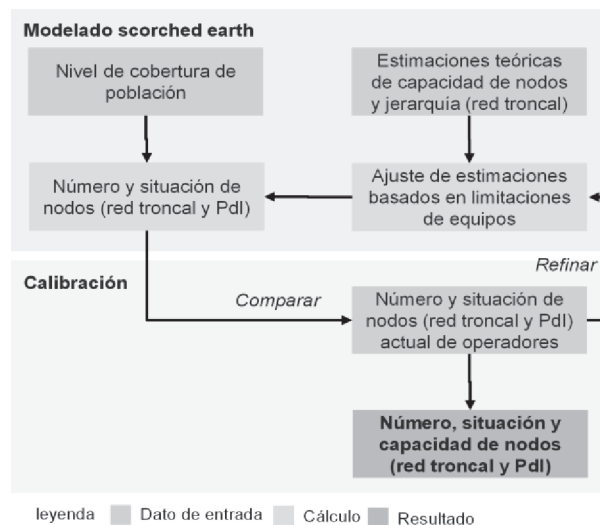 Modelado scorched earth
Nivel de cobertura de
población
Estimaciones teóricas
de capacidad de nodos
y jerarquía (red troncal)
Número y situación de
nodos (red troncal y PdI)
Ajuste de estimaciones
basados en limitaciones
de equipos
Refinar
Calibración
Comparar
Número y situación de
nodos (red troncal y PdI)
actual de operadores
Número, situación y
capacidad de nodos
(red troncal y PdI)
leyenda
Dato de entrada
Cálculo
Resultado